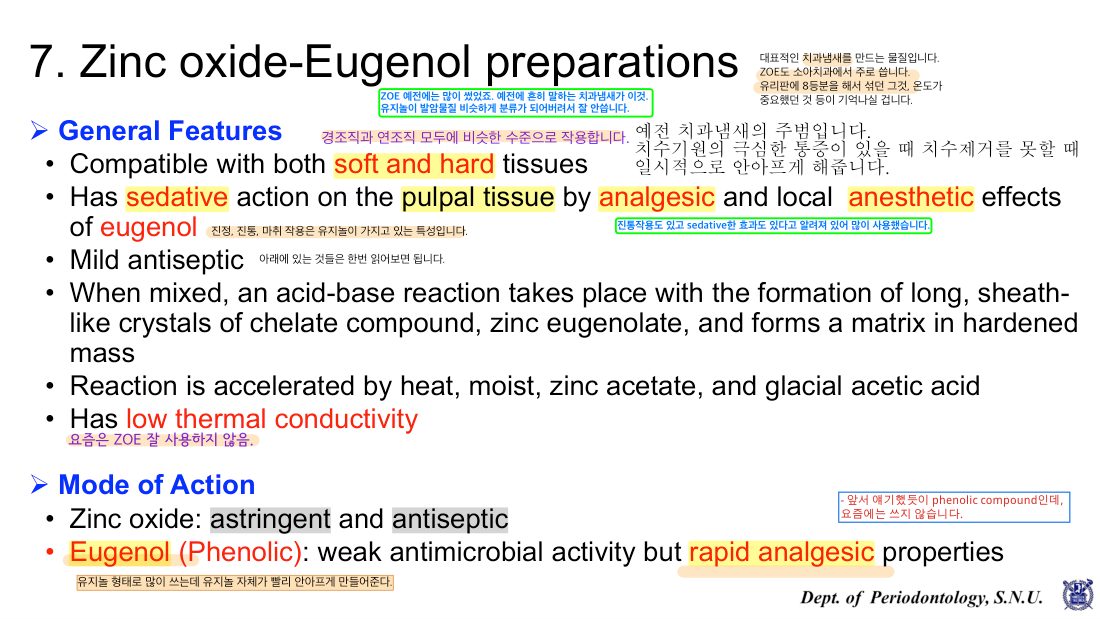 7. Zinc oxide-Eugenol preparations
대표적인 치과냄새를 만드는 물질입니다.
ZOE도 소아치과에서 주로 씁니다.
유리판에 8등분을 해서 섞던 그것, 온도가
중요했던 것 등이 기억나실 겁니다.
ZOE 예전에는 많이 썼었죠. 예전에 흔히 말하는 치과냄새가 이것.
유지놀이 발암물질 비슷하게 분류가 되어버려서 잘 안씁니다.
➢ General Features
경조직과 연조직 모두에 비슷한 수준으로 작용합니다.
예전 치과냄새의 주범입니다.
치수기원의 극심한 통증이 있을 때 치수제거를 못할 때
일시적으로 안아프게 해줍니다.
• Compatible with both soft and hard tissues
• Has sedative action on the pulpal tissue by analgesic and local anesthetic effects
of eugenol
진정, 진통, 마취 작용은 유지놀이 가지고 있는 특성입니다.
진통작용도 있고 sedative한 효과도 있다고 알려져 있어 많이 사용했습니다.
• Mild antiseptic
아래에 있는 것들은 한번 읽어보면 됩니다.
• When mixed, an acid-base reaction takes place with the formation of long, sheath-
like crystals of chelate compound, zinc eugenolate, and forms a matrix in hardened
mass
• Reaction is accelerated by heat, moist, zinc acetate, and glacial acetic acid
• Has low thermal conductivity
요즘은 ZOE 잘 사용하지 않음.
➢ Mode of Action
- 앞서 얘기했듯이 phenolic compound인데,
요즘에는 쓰지 않습니다.
• Zinc oxide: astringent and antiseptic
• Eugenol (Phenolic): weak antimicrobial activity but rapid analgesic properties
유지놀 형태로 많이 쓰는데 유지놀 자체가 빨리 안아프게 만들어준다.
Dept. of Periodontology, S.N.U.